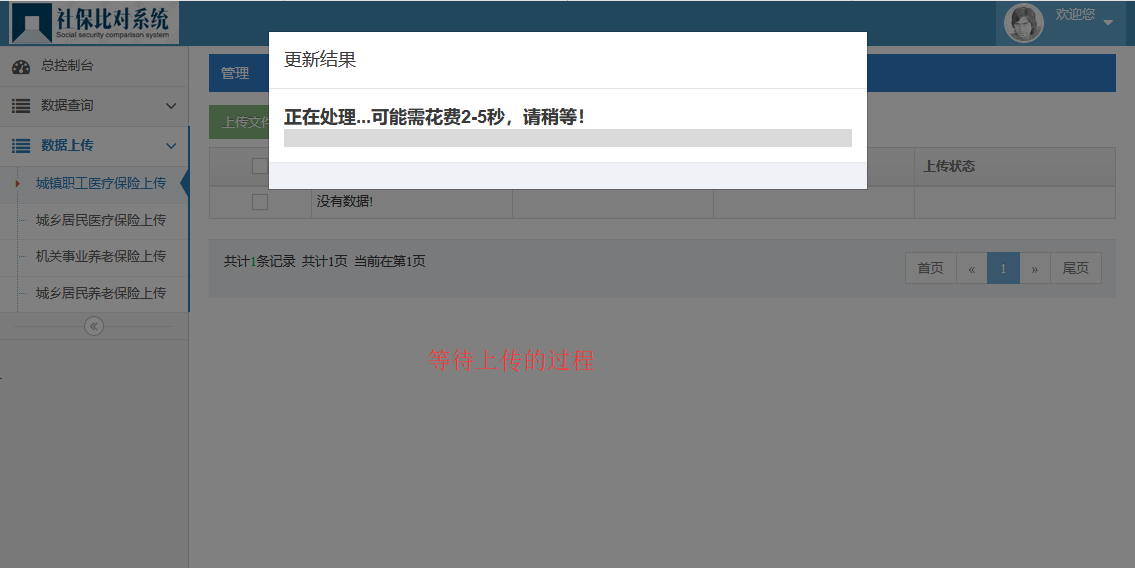 社保比对系统
Social security comparison system
欢迎您
总控制台
数据查询
数据上传
城镇职工医疗保险上传
城乡居民医疗保险上传
机关事业养老保险上传
城乡居民养老保险上传
«
管理
上传文件
更新结果
正在处理...可能需花费2-5秒，请稍等！
上传状态
没有数据!
共计1条记录 共计1页 当前在第1页
首页 « 1 » 尾页
等待上传的过程